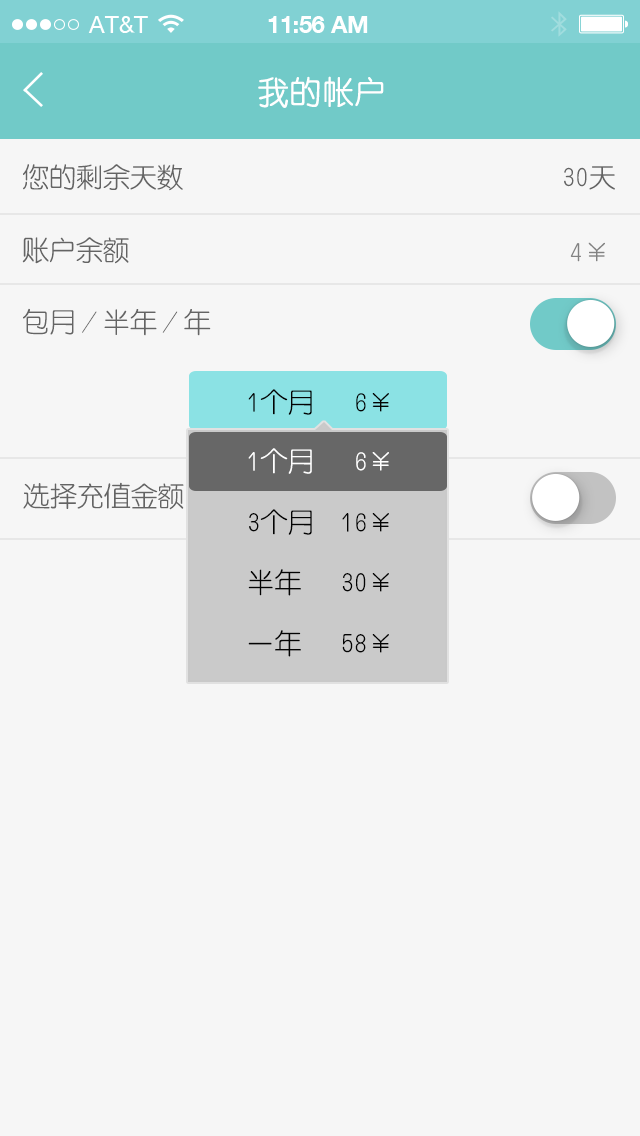 AT&T 11:56 AM
我的帐户
您的剩余天数 30天
账户余额 4¥
包月/半年/年
1个月 6¥
1个月 6¥
3个月 16¥
选择充值金额
半年 30¥
一年 58¥